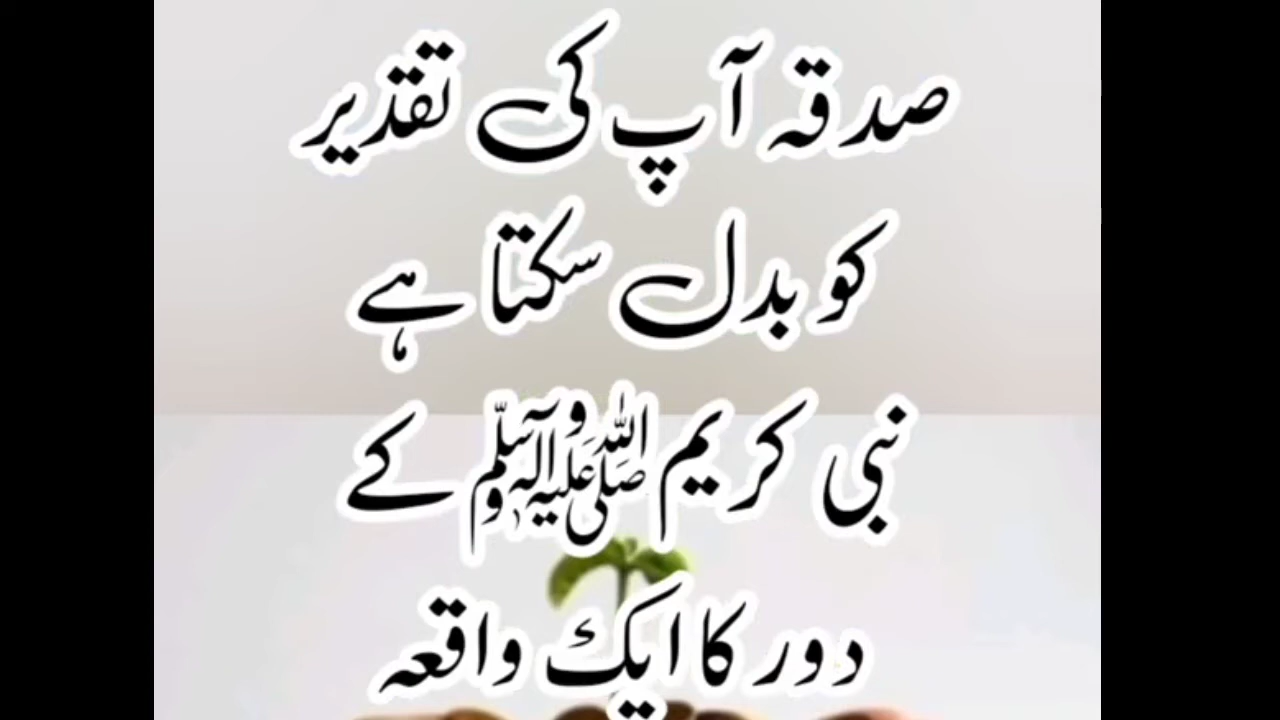 صدقہ آپ کی تقدیر
کو بدل سکتا ہے
نبی کریم صلی اللہ علیہ وآلہ وسلم کے
دور کا ایک واقعہ